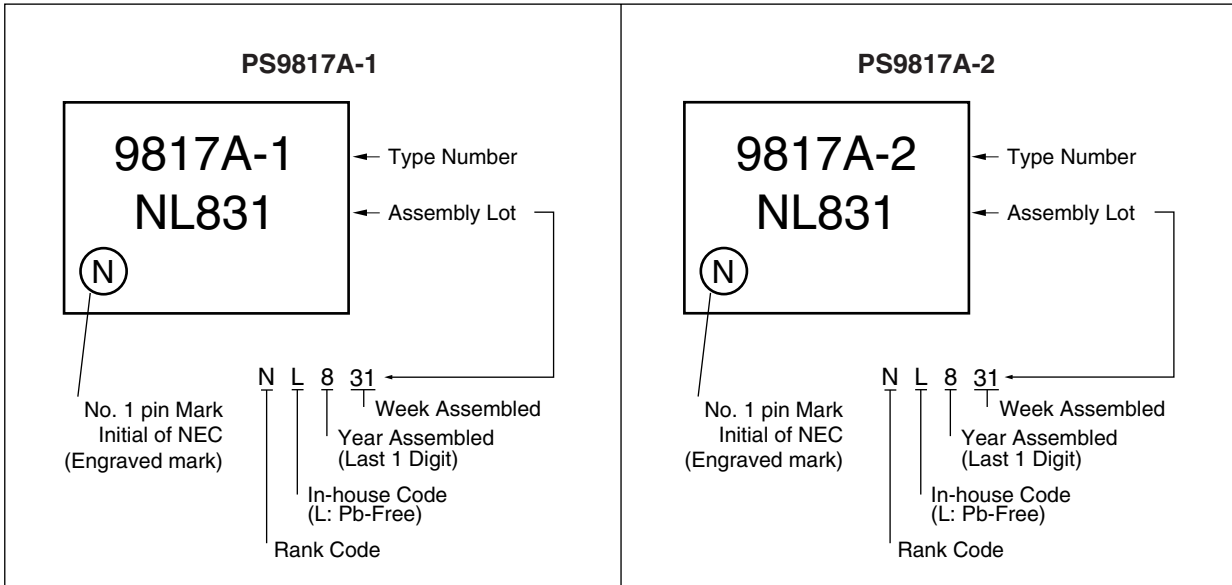 PS9817A-1
9817A-1
Type Number
NL831
Assembly Lot
N
N L 8 31
No. 1 pin Mark
Initial of NEC
(Engraved mark)
Week Assembled
Year Assembled
(Last 1 Digit)
In-house Code
(L: Pb-Free)
Rank Code
PS9817A-2
9817A-2
Type Number
NL831
Assembly Lot
N
N L 8 31
No. 1 pin Mark
Initial of NEC
(Engraved mark)
Week Assembled
Year Assembled
(Last 1 Digit)
In-house Code
(L: Pb-Free)
Rank Code